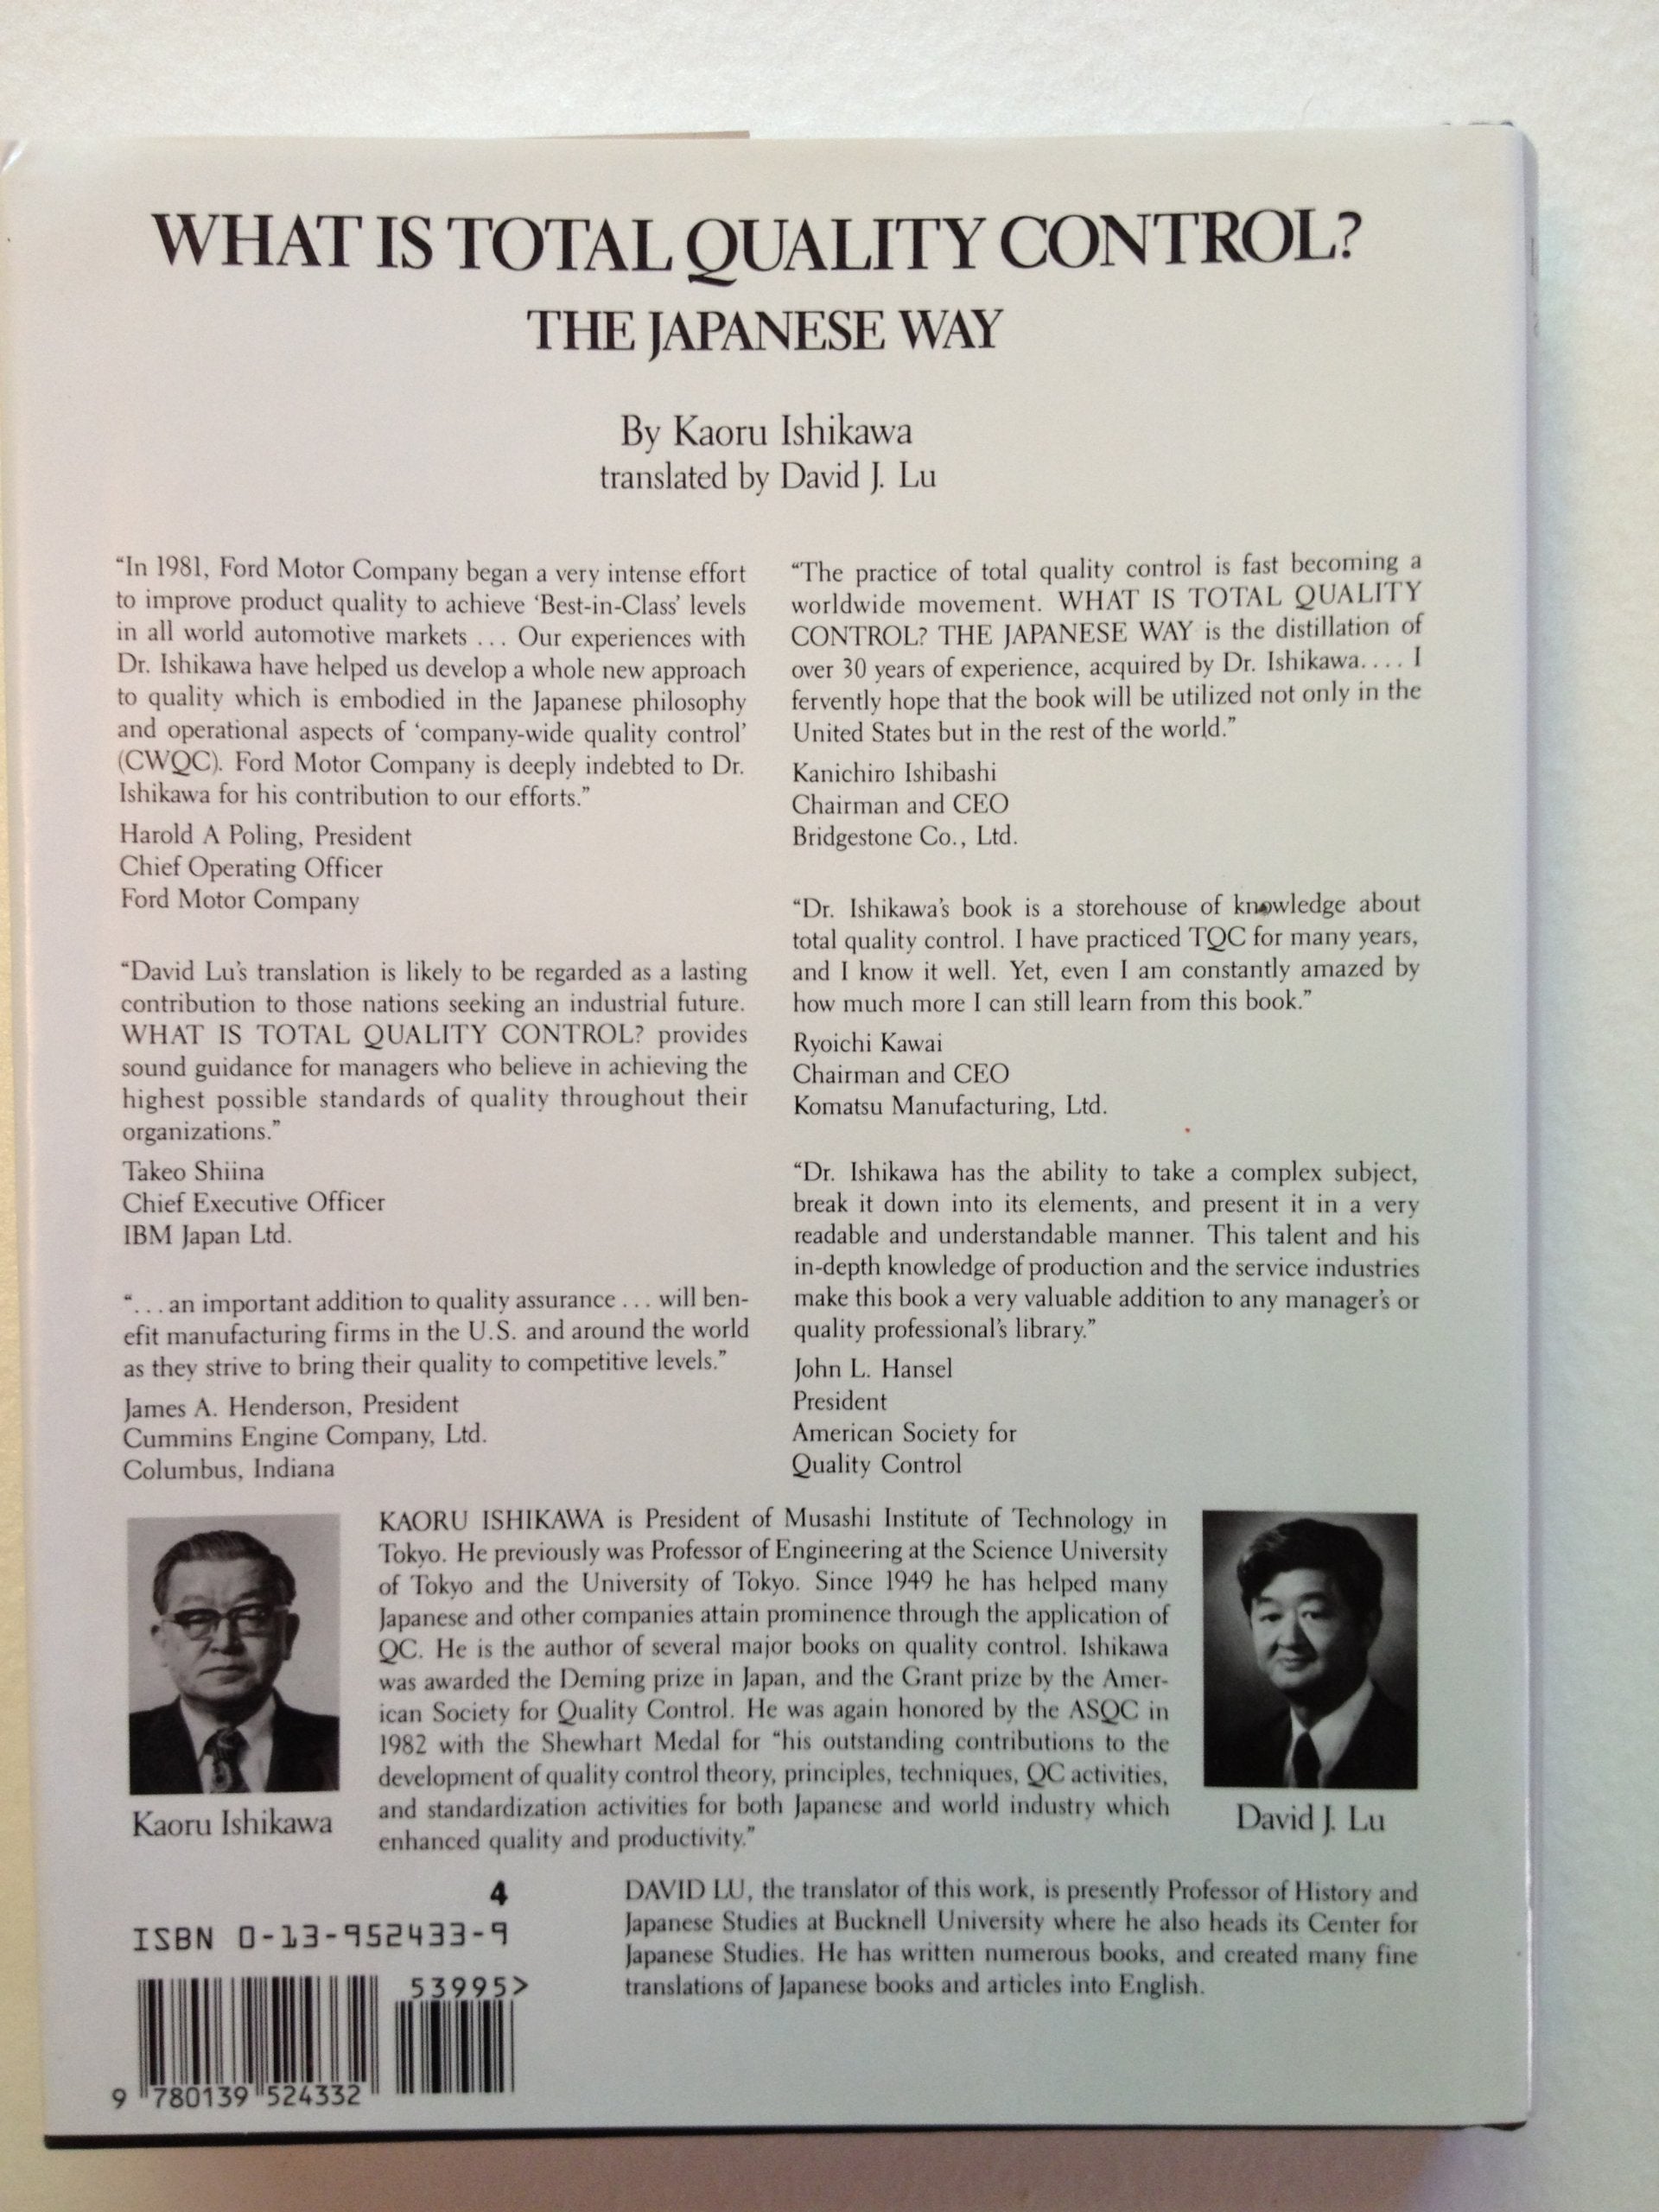 WHAT IS TOTAL QUALITY CONTROL?
THE JAPANESE WAY
By Kaoru Ishikawa
translated by David J. Lu
“In 1981, Ford Motor Company began a very intense effort
to improve product quality to achieve ‘Best-in-Class’ levels
in all world automotive markets ... Our experiences with
Dr. Ishikawa have helped us develop a whole new approach
to quality which is embodied in the Japanese philosophy
and operational aspects of ‘company-wide quality control’
(CWQC). Ford Motor Company is deeply indebted to Dr.
Ishikawa for his contribution to our efforts.”
Harold A Poling, President
Chief Operating Officer
Ford Motor Company
“David Lu’s translation is likely to be regarded as a lasting
contribution to those nations seeking an industrial future.
WHAT IS TOTAL QUALITY CONTROL? provides
sound guidance for managers who believe in achieving the
highest possible standards of quality throughout their
organizations.”
Takeo Shiina
Chief Executive Officer
IBM Japan Ltd.
“... an important addition to quality assurance ... will ben-
efit manufacturing firms in the U.S. and around the world
as they strive to bring their quality to competitive levels.”
James A. Henderson, President
Cummins Engine Company, Ltd.
Columbus, Indiana
“The practice of total quality control is fast becoming a
worldwide movement. WHAT IS TOTAL QUALITY
CONTROL? THE JAPANESE WAY is the distillation of
over 30 years of experience, acquired by Dr. Ishikawa.... I
fervently hope that the book will be utilized not only in the
United States but in the rest of the world.”
Kanichiro Ishibashi
Chairman and CEO
Bridgestone Co., Ltd.
“Dr. Ishikawa’s book is a storehouse of knowledge about
total quality control. I have practiced TQC for many years,
and I know it well. Yet, even I am constantly amazed by
how much more I can still learn from this book.”
Ryoichi Kawai
Chairman and CEO
Komatsu Manufacturing, Ltd.
“Dr. Ishikawa has the ability to take a complex subject,
break it down into its elements, and present it in a very
readable and understandable manner. This talent and his
in-depth knowledge of production and the service industries
make this book a very valuable addition to any manager’s or
quality professional’s library.”
John L. Hansel
President
American Society for
Quality Control
KAORU ISHIKAWA is President of Musashi Institute of Technology in
Tokyo. He previously was Professor of Engineering at the Science University
of Tokyo and the University of Tokyo. Since 1949 he has helped many
Japanese and other companies attain prominence through the application of
QC. He is the author of several major books on quality control. Ishikawa
was awarded the Deming prize in Japan, and the Grant prize by the Amer-
ican Society for Quality Control. He was again honored by the ASQC in
1982 with the Shewhart Medal for “his outstanding contributions to the
development of quality control theory, principles, techniques, QC activities,
and standardization activities for both Japanese and world industry which
enhanced quality and productivity.”
Kaoru Ishikawa
David J. Lu
DAVID LU, the translator of this work, is presently Professor of History and
Japanese Studies at Bucknell University where he also heads its Center for
Japanese Studies. He has written numerous books, and created many fine
translations of Japanese books and articles into English.
4
ISBN 0-13-952433-9
53995>
9 780139 524332